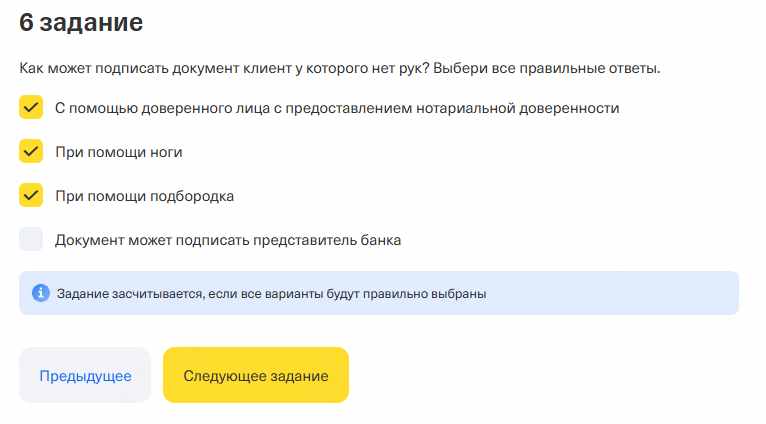 6 задание
Как может подписать документ клиент у которого нет рук? Выбери все правильные ответы.
С помощью доверенного лица с предоставлением нотариальной доверенности
При помощи ноги
При помощи подбородка
Документ может подписать представитель банка
Задание засчитывается, если все варианты будут правильно выбраны
Предыдущее
Следующее задание